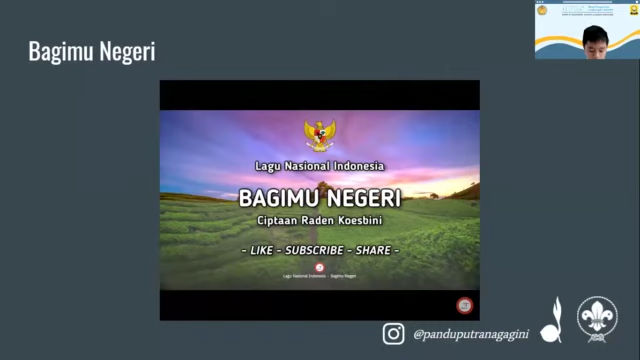 Bagimu Negeri
Lagu Nasional Indonesia
BAGIMU NEGERI
Ciptaan Raden Koesbini
- LIKE - SUBSCRIBE - SHARE -
Lagu Nasional Indonesia - Bagimu Negeri
@panduputranagagini